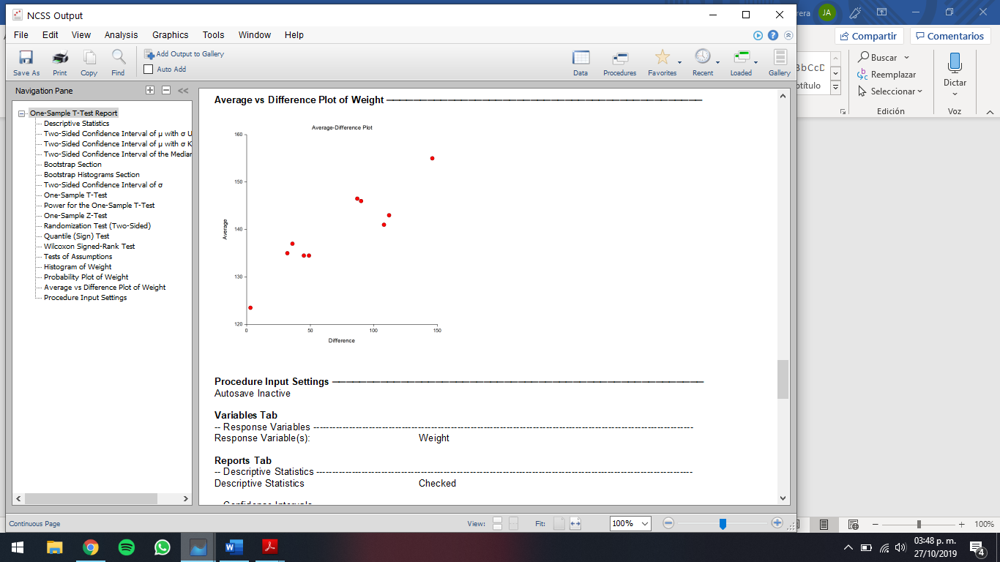 NCSS Output
rera
JA
File Edit View Analysis Graphics Tools Window Help
Compartir
Comentarios
Save As
Print
Copy
Find
Add Output to Gallery
Auto Add
Data
Procedures
Favorites
Recent
Loaded
Gallery
BbCcD
btítulo
Buscar
Reemplazar
Seleccionar
Edición
Dictar
Voz
Navigation Pane
One-Sample T-Test Report
Descriptive Statistics
Two-Sided Confidence Interval of μ with σ U
Two-Sided Confidence Interval of μ with σ K
Two-Sided Confidence Interval of the Median
Bootstrap Section
Bootstrap Histograms Section
Two-Sided Confidence Interval of σ
One-Sample T-Test
Power for the One-Sample T-Test
One-Sample Z-Test
Randomization Test (Two-Sided)
Quantile (Sign) Test
Wilcoxon Signed-Rank Test
Tests of Assumptions
Histogram of Weight
Probability Plot of Weight
Average vs Difference Plot of Weight
Procedure Input Settings
Average vs Difference Plot of Weight
Average-Difference Plot
160
150
140
130
120
Average
0 50 100 150
Difference
Procedure Input Settings
Autosave Inactive
Variables Tab
-- Response Variables
Response Variable(s): Weight
Reports Tab
-- Descriptive Statistics
Descriptive Statistics Checked
Continuous Page
View:
Fit:
100%
100%
03:48 p. m.
27/10/2019
4